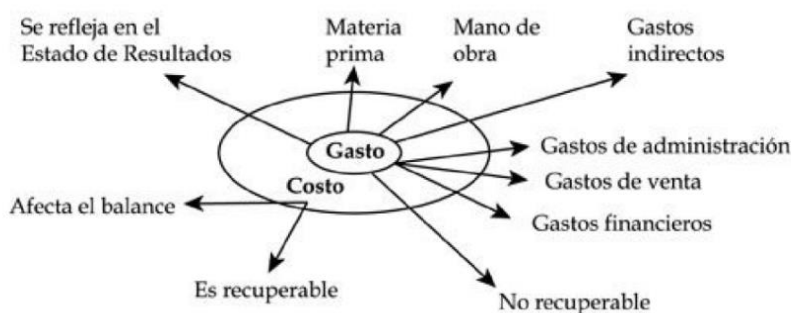 Se refleja en el
Estado de Resultados
Materia
prima
Mano de
obra
Gastos
indirectos
Gasto
Costo
Gastos de administración
Gastos de venta
Gastos financieros
Afecta el balance
Es recuperable
No recuperable